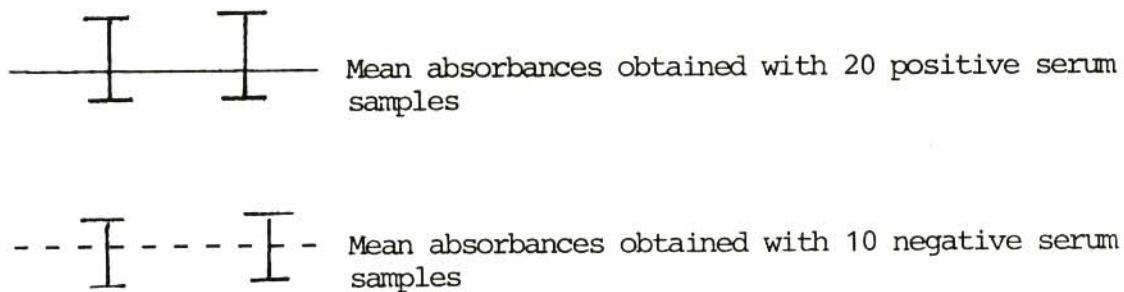 Mean absorbances obtained with 20 positive serum
samples
Mean absorbances obtained with 10 negative serum
samples